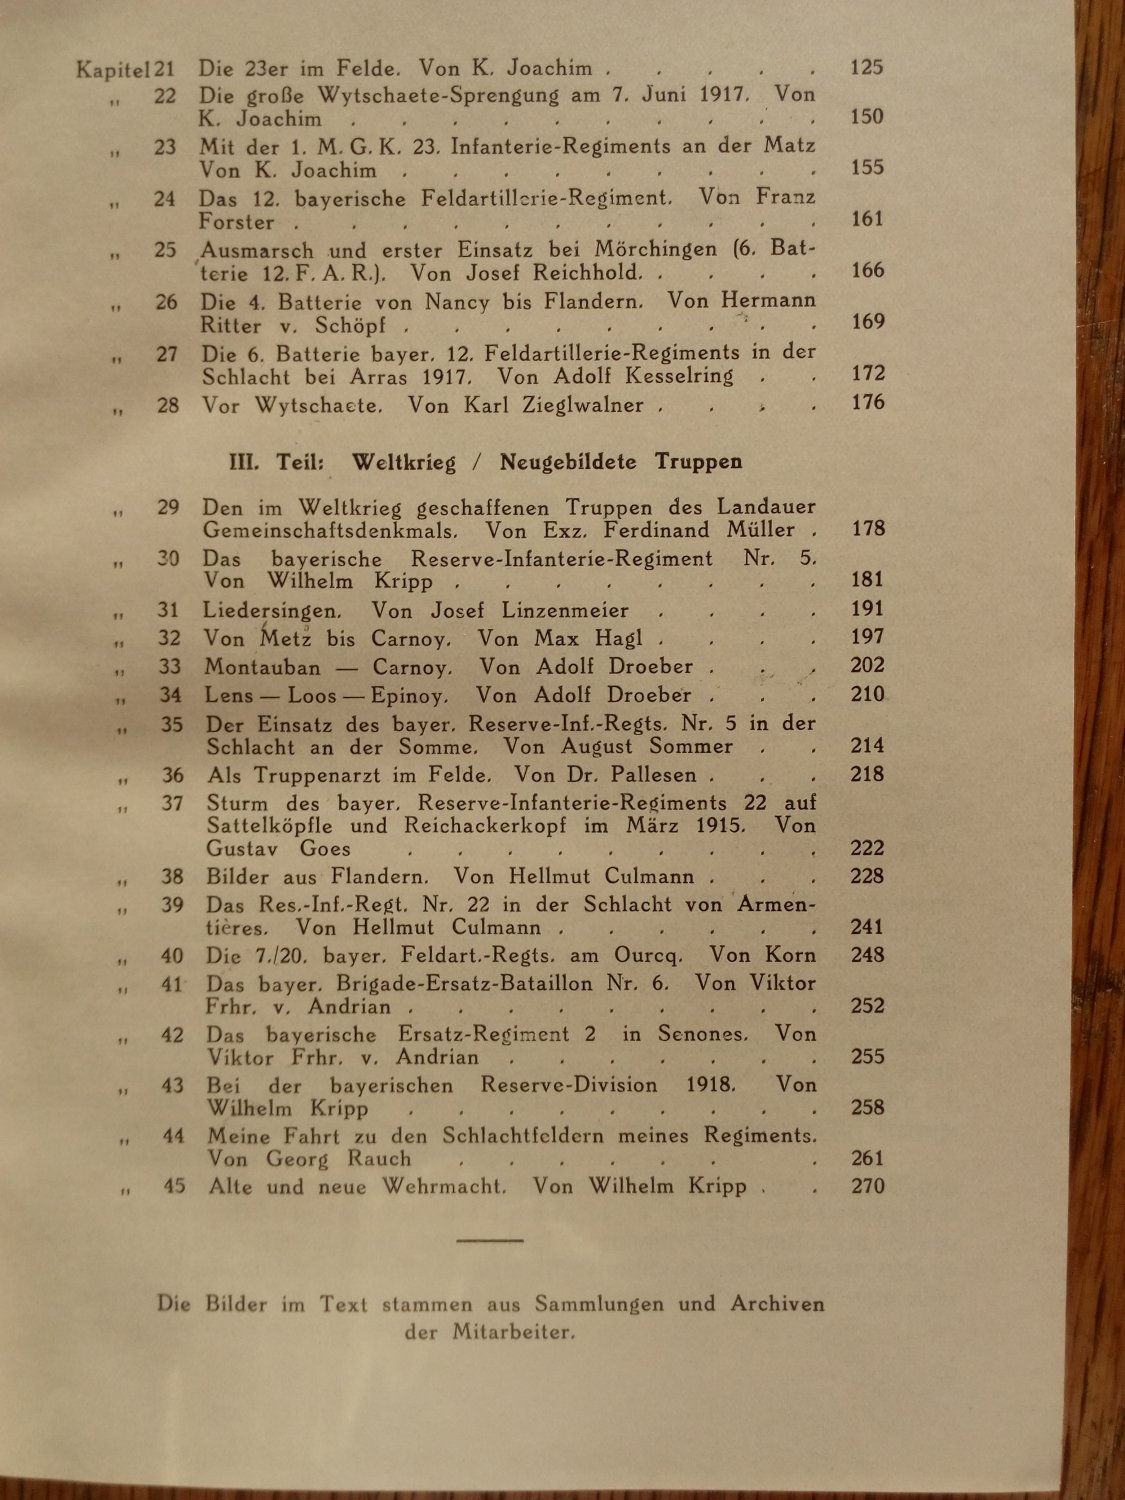 Kapitel 21 Die 23er im Felde. Von K. Joachim . . . . . 125
„ 22 Die große Wytschaete-Sprengung am 7. Juni 1917. Von
K. Joachim . . . . . . . . . . 150
„ 23 Mit der 1. M. G. K. 23. Infanterie-Regiments an der Matz
Von K. Joachim . . . . . . . . . 155
„ 24 Das 12. bayerische Feldartillerie-Regiment. Von Franz
Forster . . . . . . . . . . . 161
„ 25 Ausmarsch und erster Einsatz bei Mörchingen (6. Bat-
terie 12. F. A. R.). Von Josef Reichhold. . . . . 166
„ 26 Die 4. Batterie von Nancy bis Flandern. Von Hermann
Ritter v. Schöpf . . . . . . . . . 169
„ 27 Die 6. Batterie bayer. 12. Feldartillerie-Regiments in der
Schlacht bei Arras 1917. Von Adolf Kesselring . . 172
„ 28 Vor Wytschaete. Von Karl Zieglwalner . . . . 176
III. Teil: Weltkrieg / Neugebildete Truppen
„ 29 Den im Weltkrieg geschaffenen Truppen des Landauer
Gemeinschaftsdenkmals. Von Exz. Ferdinand Müller . 178
„ 30 Das bayerische Reserve-Infanterie-Regiment Nr. 5.
Von Wilhelm Kripp . . . . . . . . 181
„ 31 Liedersingen. Von Josef Linzenmeier . . . . 191
„ 32 Von Metz bis Carnoy. Von Max Hagl . . . . 197
„ 33 Montauban — Carnoy. Von Adolf Droeber . . . 202
„ 34 Lens — Loos — Epinoy. Von Adolf Droeber . . . 210
„ 35 Der Einsatz des bayer. Reserve-Inf.-Regts. Nr. 5 in der
Schlacht an der Somme. Von August Sommer . . 214
„ 36 Als Truppenarzt im Felde. Von Dr. Pallesen . . . 218
„ 37 Sturm des bayer. Reserve-Infanterie-Regiments 22 auf
Sattelköpfle und Reichackerkopf im März 1915. Von
Gustav Goes . . . . . . . . . 222
„ 38 Bilder aus Flandern. Von Hellmut Culmann . . . 228
„ 39 Das Res.-Inf.-Regt. Nr. 22 in der Schlacht von Armen-
tières. Von Hellmut Culmann . . . . . . 241
„ 40 Die 7./20. bayer. Feldart.-Regts. am Ourcq. Von Korn 248
„ 41 Das bayer. Brigade-Ersatz-Bataillon Nr. 6. Von Viktor
Frhr. v. Andrian . . . . . . . . . 252
„ 42 Das bayerische Ersatz-Regiment 2 in Senones. Von
Viktor Frhr. v. Andrian . . . . . . . 255
„ 43 Bei der bayerischen Reserve-Division 1918. Von
Wilhelm Kripp . . . . . . . . . 258
„ 44 Meine Fahrt zu den Schlachtfeldern meines Regiments.
Von Georg Rauch . . . . . . . 261
„ 45 Alte und neue Wehrmacht. Von Wilhelm Kripp . . 270
Die Bilder im Text stammen aus Sammlungen und Archiven
der Mitarbeiter.